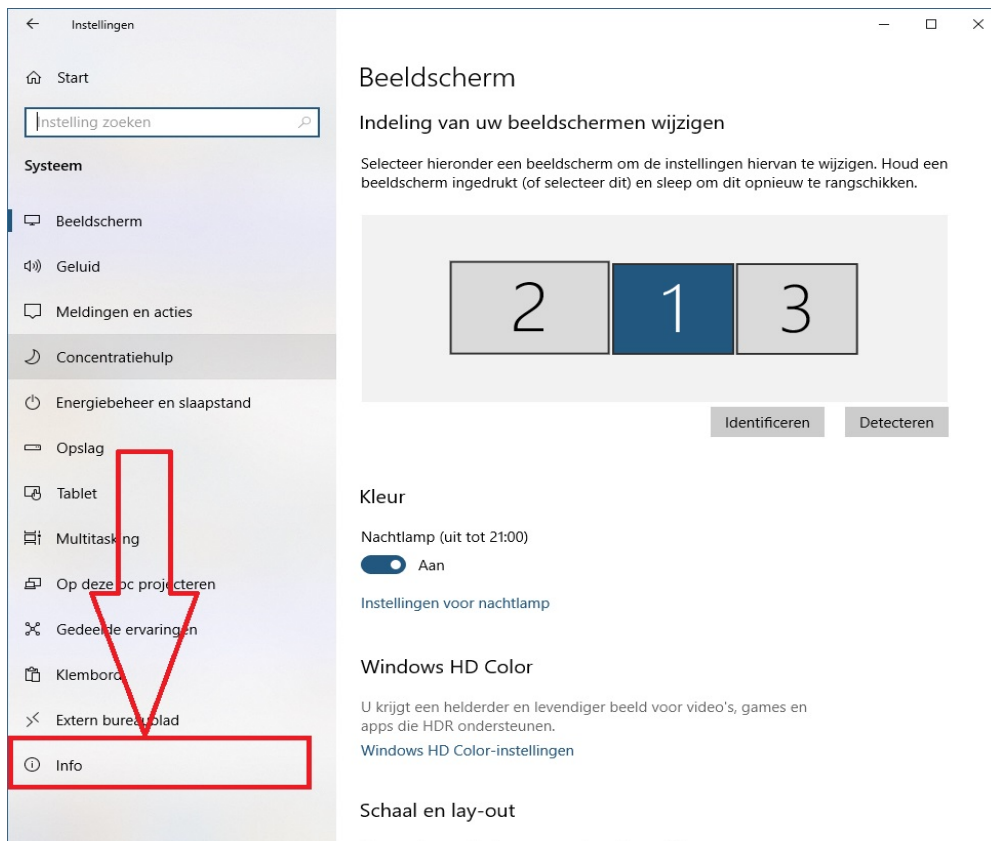 Instellingen
Start
Instelling zoeken
Systeem
Beeldscherm
Geluid
Meldingen en acties
Concentratiehulp
Energiebeheer en slaapstand
Opslag
Tablet
Multitasking
Op deze pc projecteren
Gedeelde ervaringen
Klembord
Extern bureaublad
Info
Beeldscherm
Indeling van uw beeldschermen wijzigen
Selecteer hieronder een beeldscherm om de instellingen hiervan te wijzigen. Houd een
beeldscherm ingedrukt (of selecteer dit) en sleep om dit opnieuw te rangschikken.
2 1 3
Identificeren Detecteren
Kleur
Nachtlamp (uit tot 21:00)
Aan
Instellingen voor nachtlamp
Windows HD Color
U krijgt een helderder en levendiger beeld voor video's, games en
apps die HDR ondersteunen.
Windows HD Color-instellingen
Schaal en lay-out